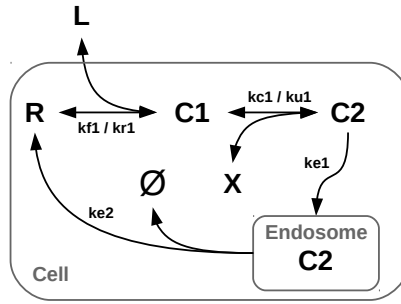 L
R
kf1 / kr1
C1
kc1 / ku1
C2
Ø
X
ke1
ke2
Endosome
C2
Cell